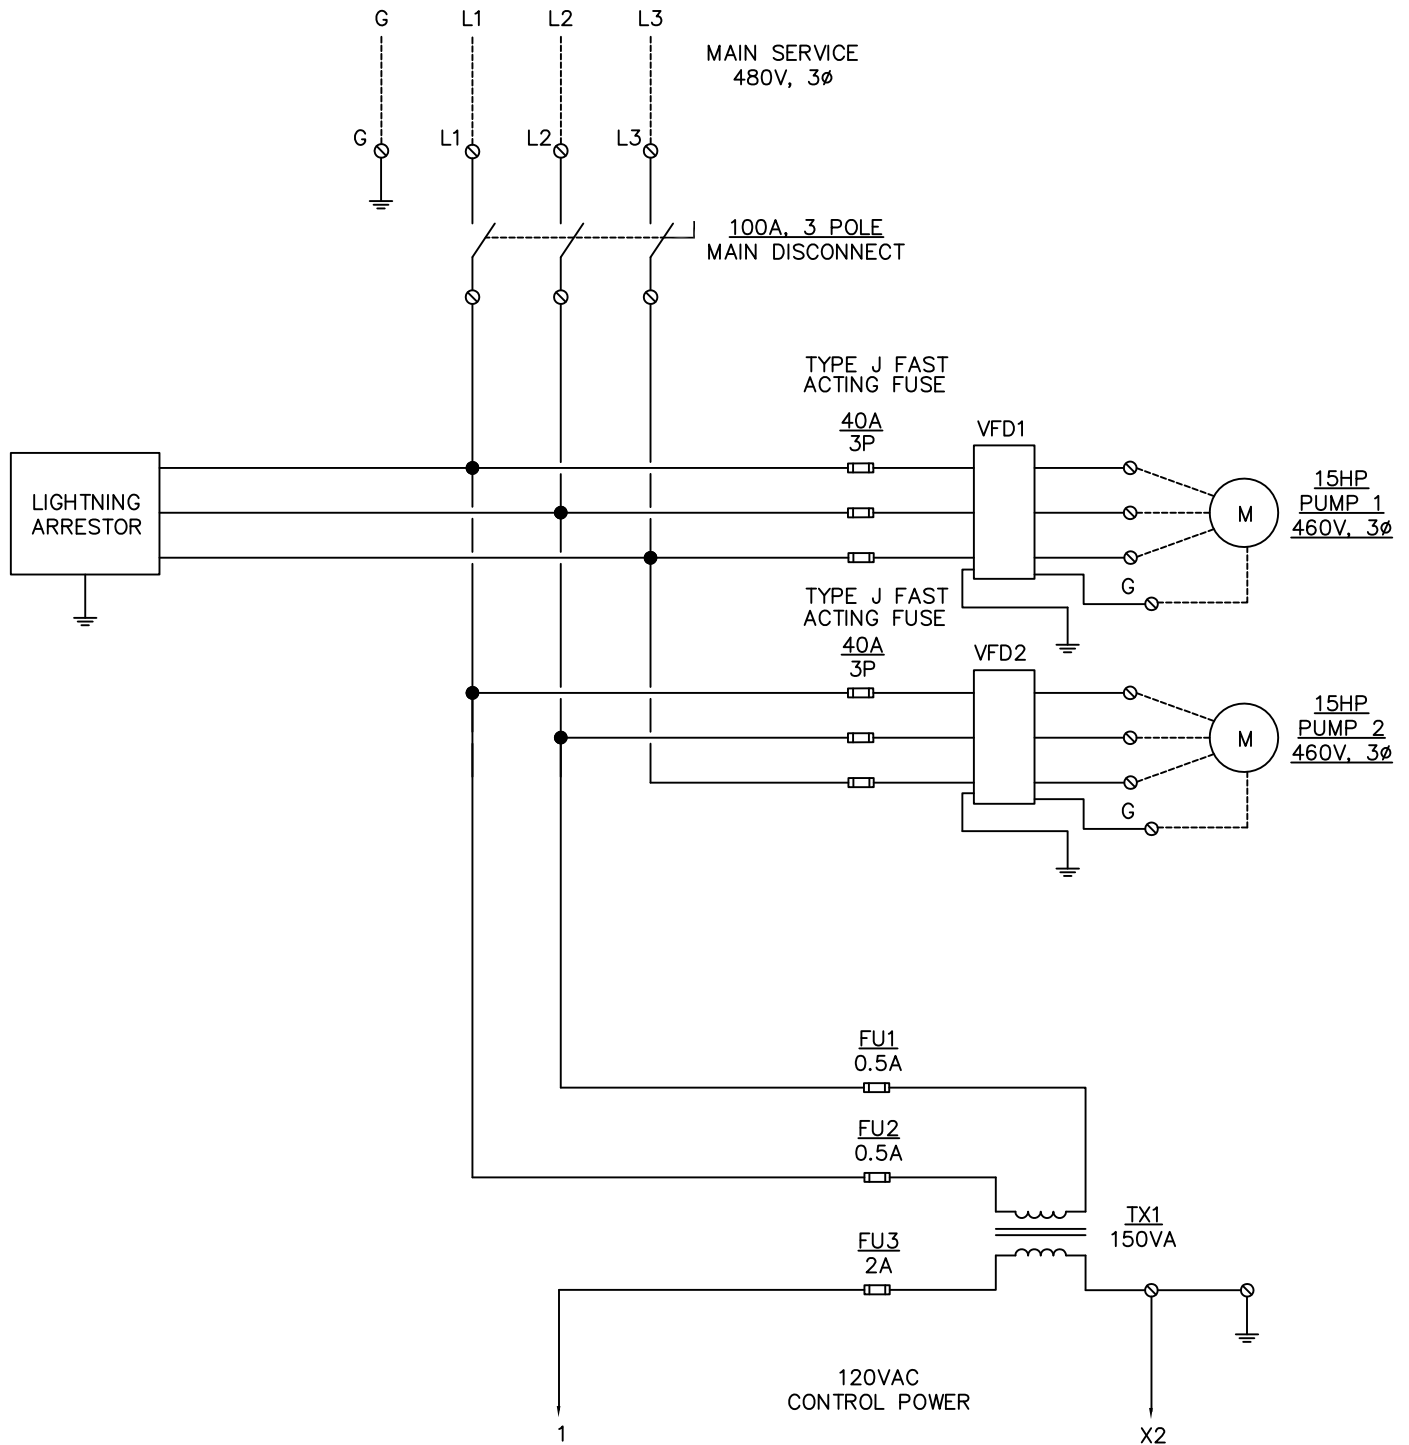 G L1 L2 L3
MAIN SERVICE
480V, 3ø
G L1 L2 L3
100A, 3 POLE
MAIN DISCONNECT
TYPE J FAST
ACTING FUSE
40A
3P
VFD1
LIGHTNING
ARRESTOR
M
15HP
PUMP 1
460V, 3ø
G
TYPE J FAST
ACTING FUSE
40A
3P
VFD2
M
15HP
PUMP 2
460V, 3ø
G
FU1
0.5A
FU2
0.5A
TX1
150VA
FU3
2A
120VAC
CONTROL POWER
1
X2